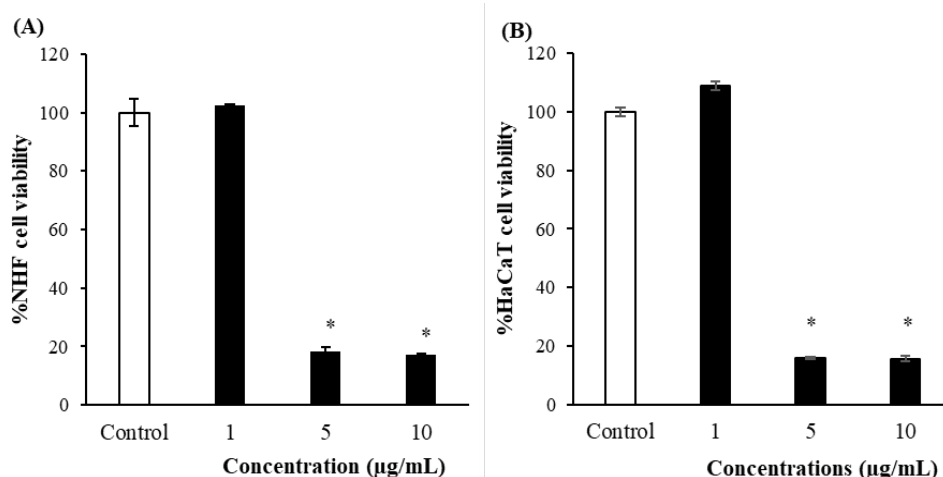 (A)
%NHF cell viability
120
100
80
60
40
20
0
*
*
Control 1 5 10
Concentration (µg/mL)
(B)
%HaCaT cell viability
120
100
80
60
40
20
0
*
*
Control 1 5 10
Concentrations (µg/mL)